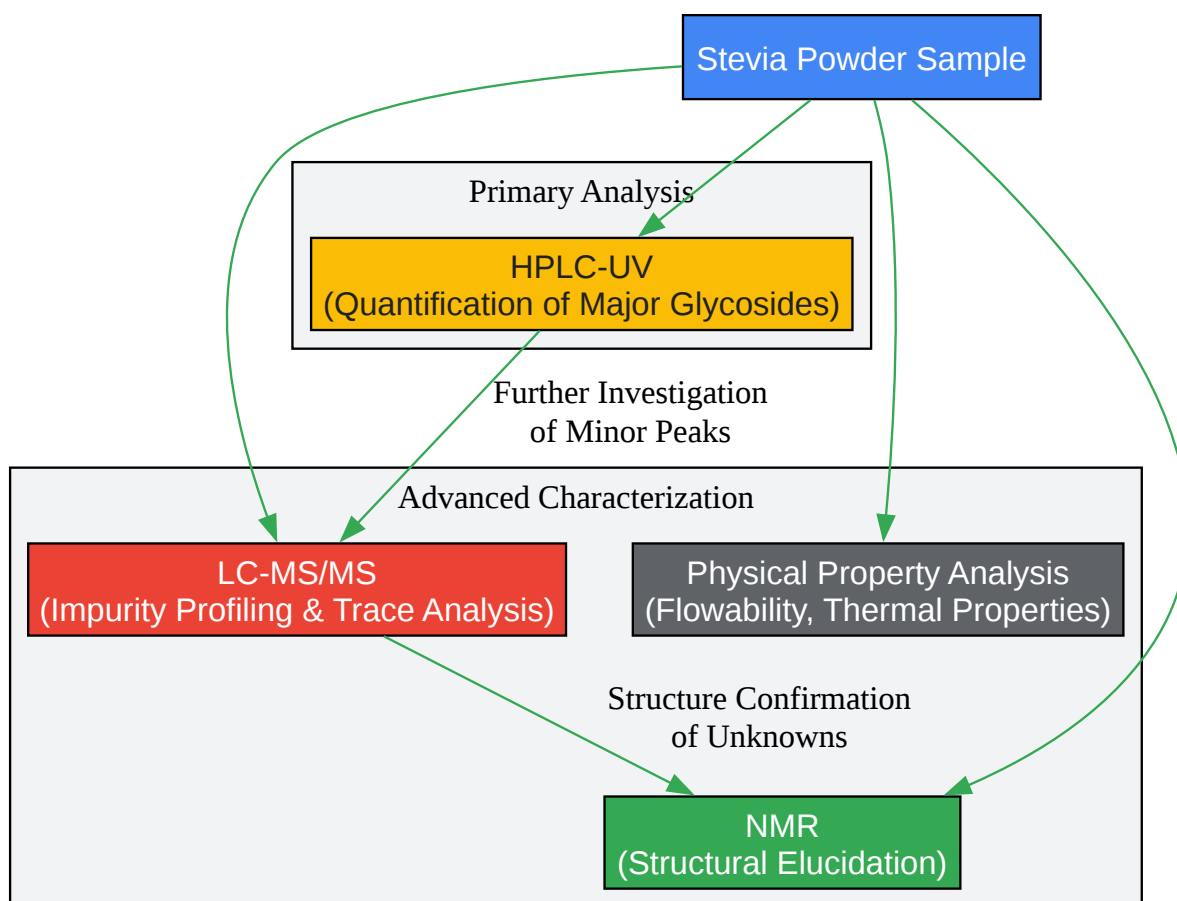 Stevia Powder Sample
Primary Analysis
HPLC-UV
(Quantification of Major Glycosides)
Further Investigation
of Minor Peaks
Advanced Characterization
LC-MS/MS
(Impurity Profiling & Trace Analysis)
Physical Property Analysis
(Flowability, Thermal Properties)
Structure Confirmation
of Unknowns
NMR
(Structural Elucidation)